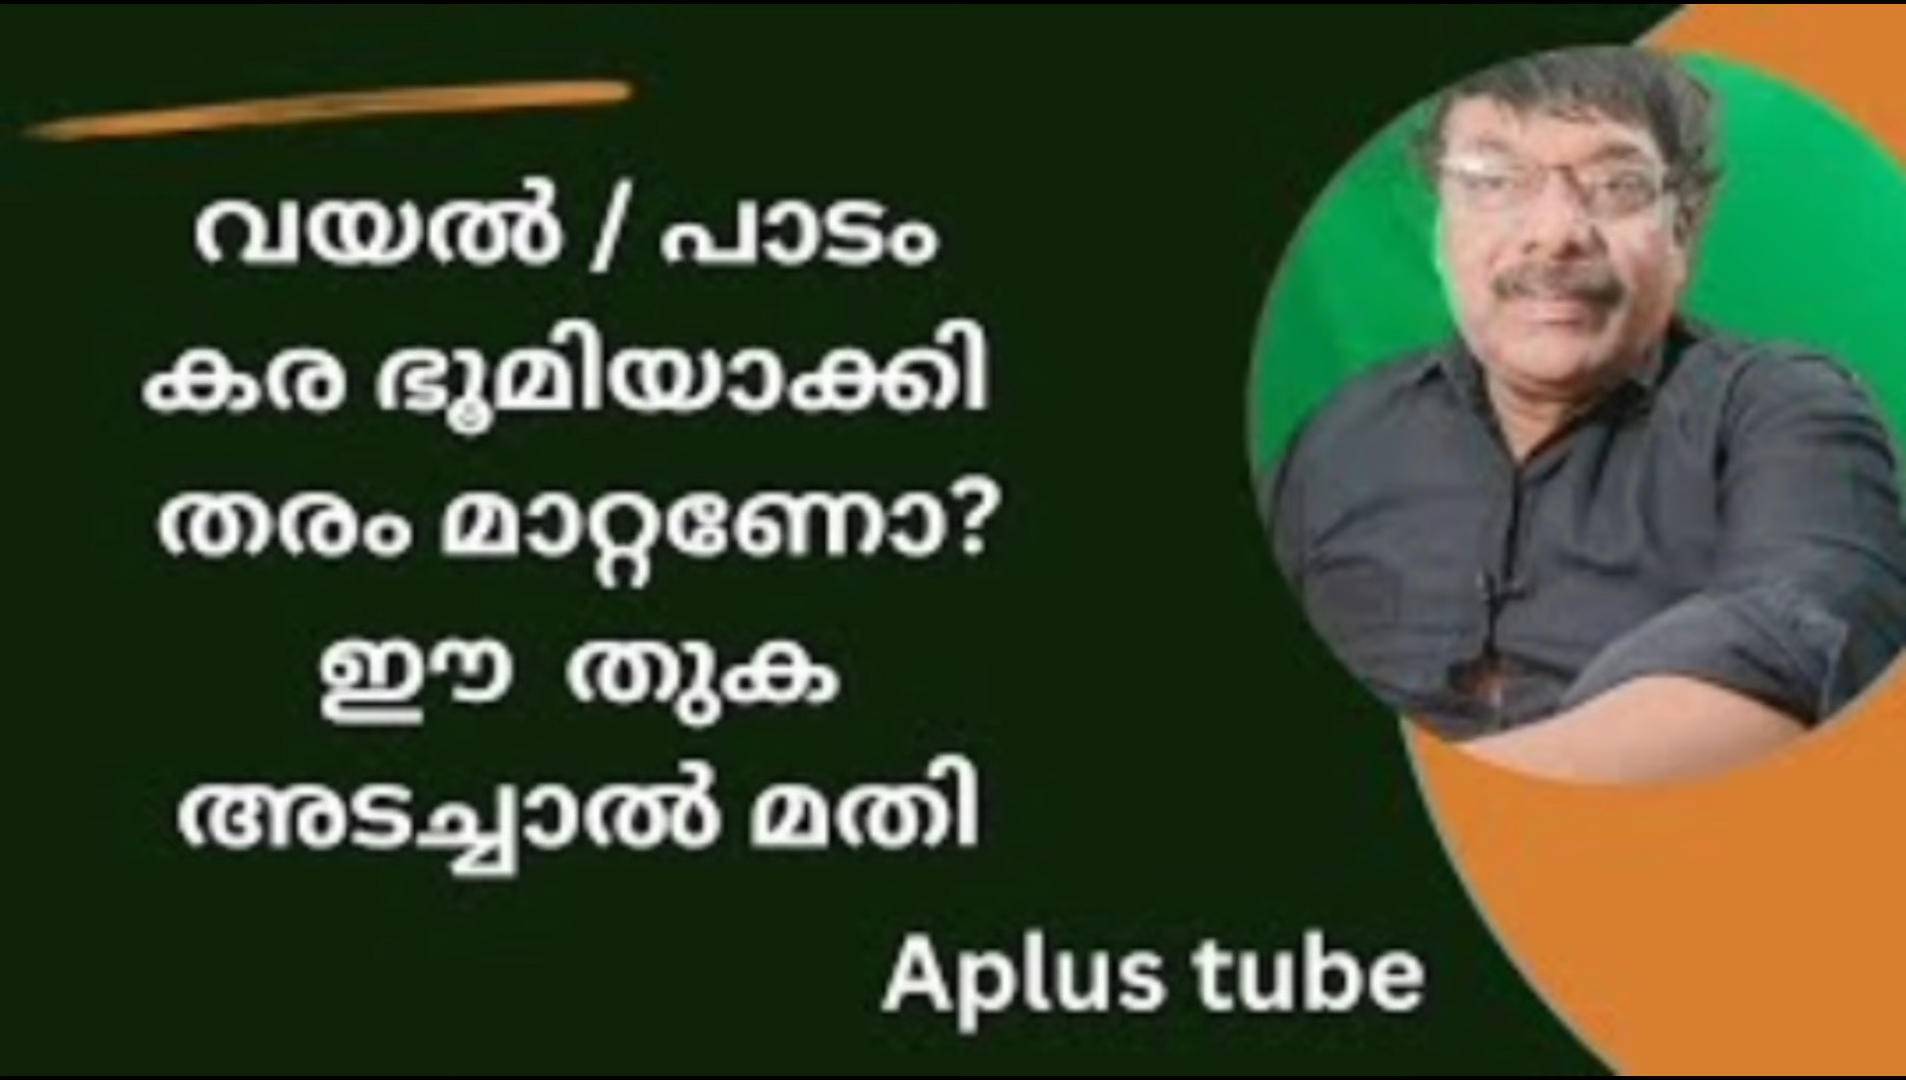 വയൽ / പാടം
കര ഭൂമിയാക്കി
തരം മാറ്റണോ?
ഈ തുക
അടച്ചാൽ മതി
Aplus tube